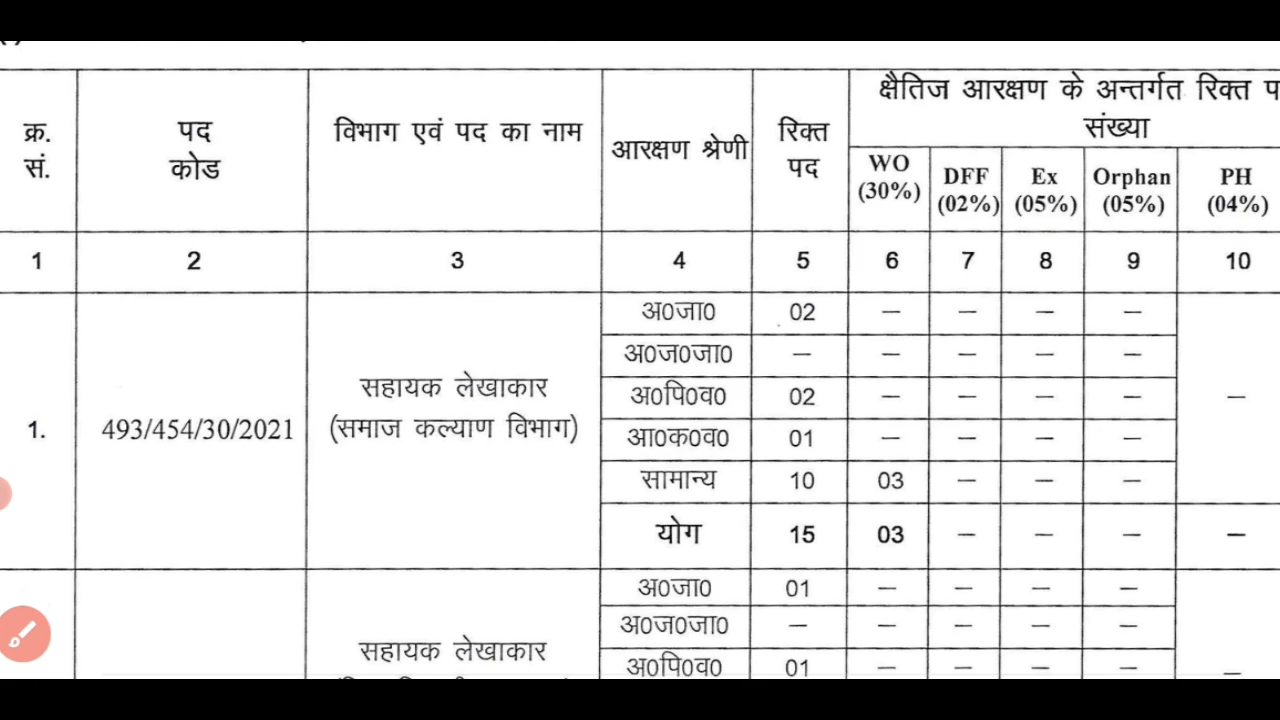 क्र. सं. पद कोड विभाग एवं पद का नाम आरक्षण श्रेणी रिक्त पद क्षैतिज आरक्षण के अन्तर्गत रिक्त
संख्या
WO (30%) DFF (02%) Ex (05%) Orphan (05%) PH (04%)
1 2 3 4 5 6 7 8 9 10
1. 493/454/30/2021 सहायक लेखाकार (समाज कल्याण विभाग)
अ0जा0 02 – – – –
अ0ज0जा0 – – – – –
अ0पि0व0 02 – – – – –
आ0क0व0 01 – – – –
सामान्य 10 03 – – –
योग 15 03 – – – –
सहायक लेखाकार
अ0जा0 01 – – – –
अ0ज0जा0 – – – – –
अ0पि0व0 01 – – – – –